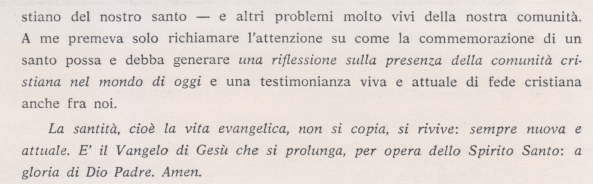 stiano del nostro santo — e altri problemi molto vivi della nostra comunità.
A me premeva solo richiamare l'attenzione su come la commemorazione di un
santo possa e debba generare una riflessione sulla presenza della comunità cri-
stiana nel mondo di oggi e una testimonianza viva e attuale di fede cristiana
anche fra noi.
La santità, cioè la vita evangelica, non si copia, si rivive: sempre nuova e
attuale. E' il Vangelo di Gesù che si prolunga, per opera dello Spirito Santo: a
gloria di Dio Padre. Amen.